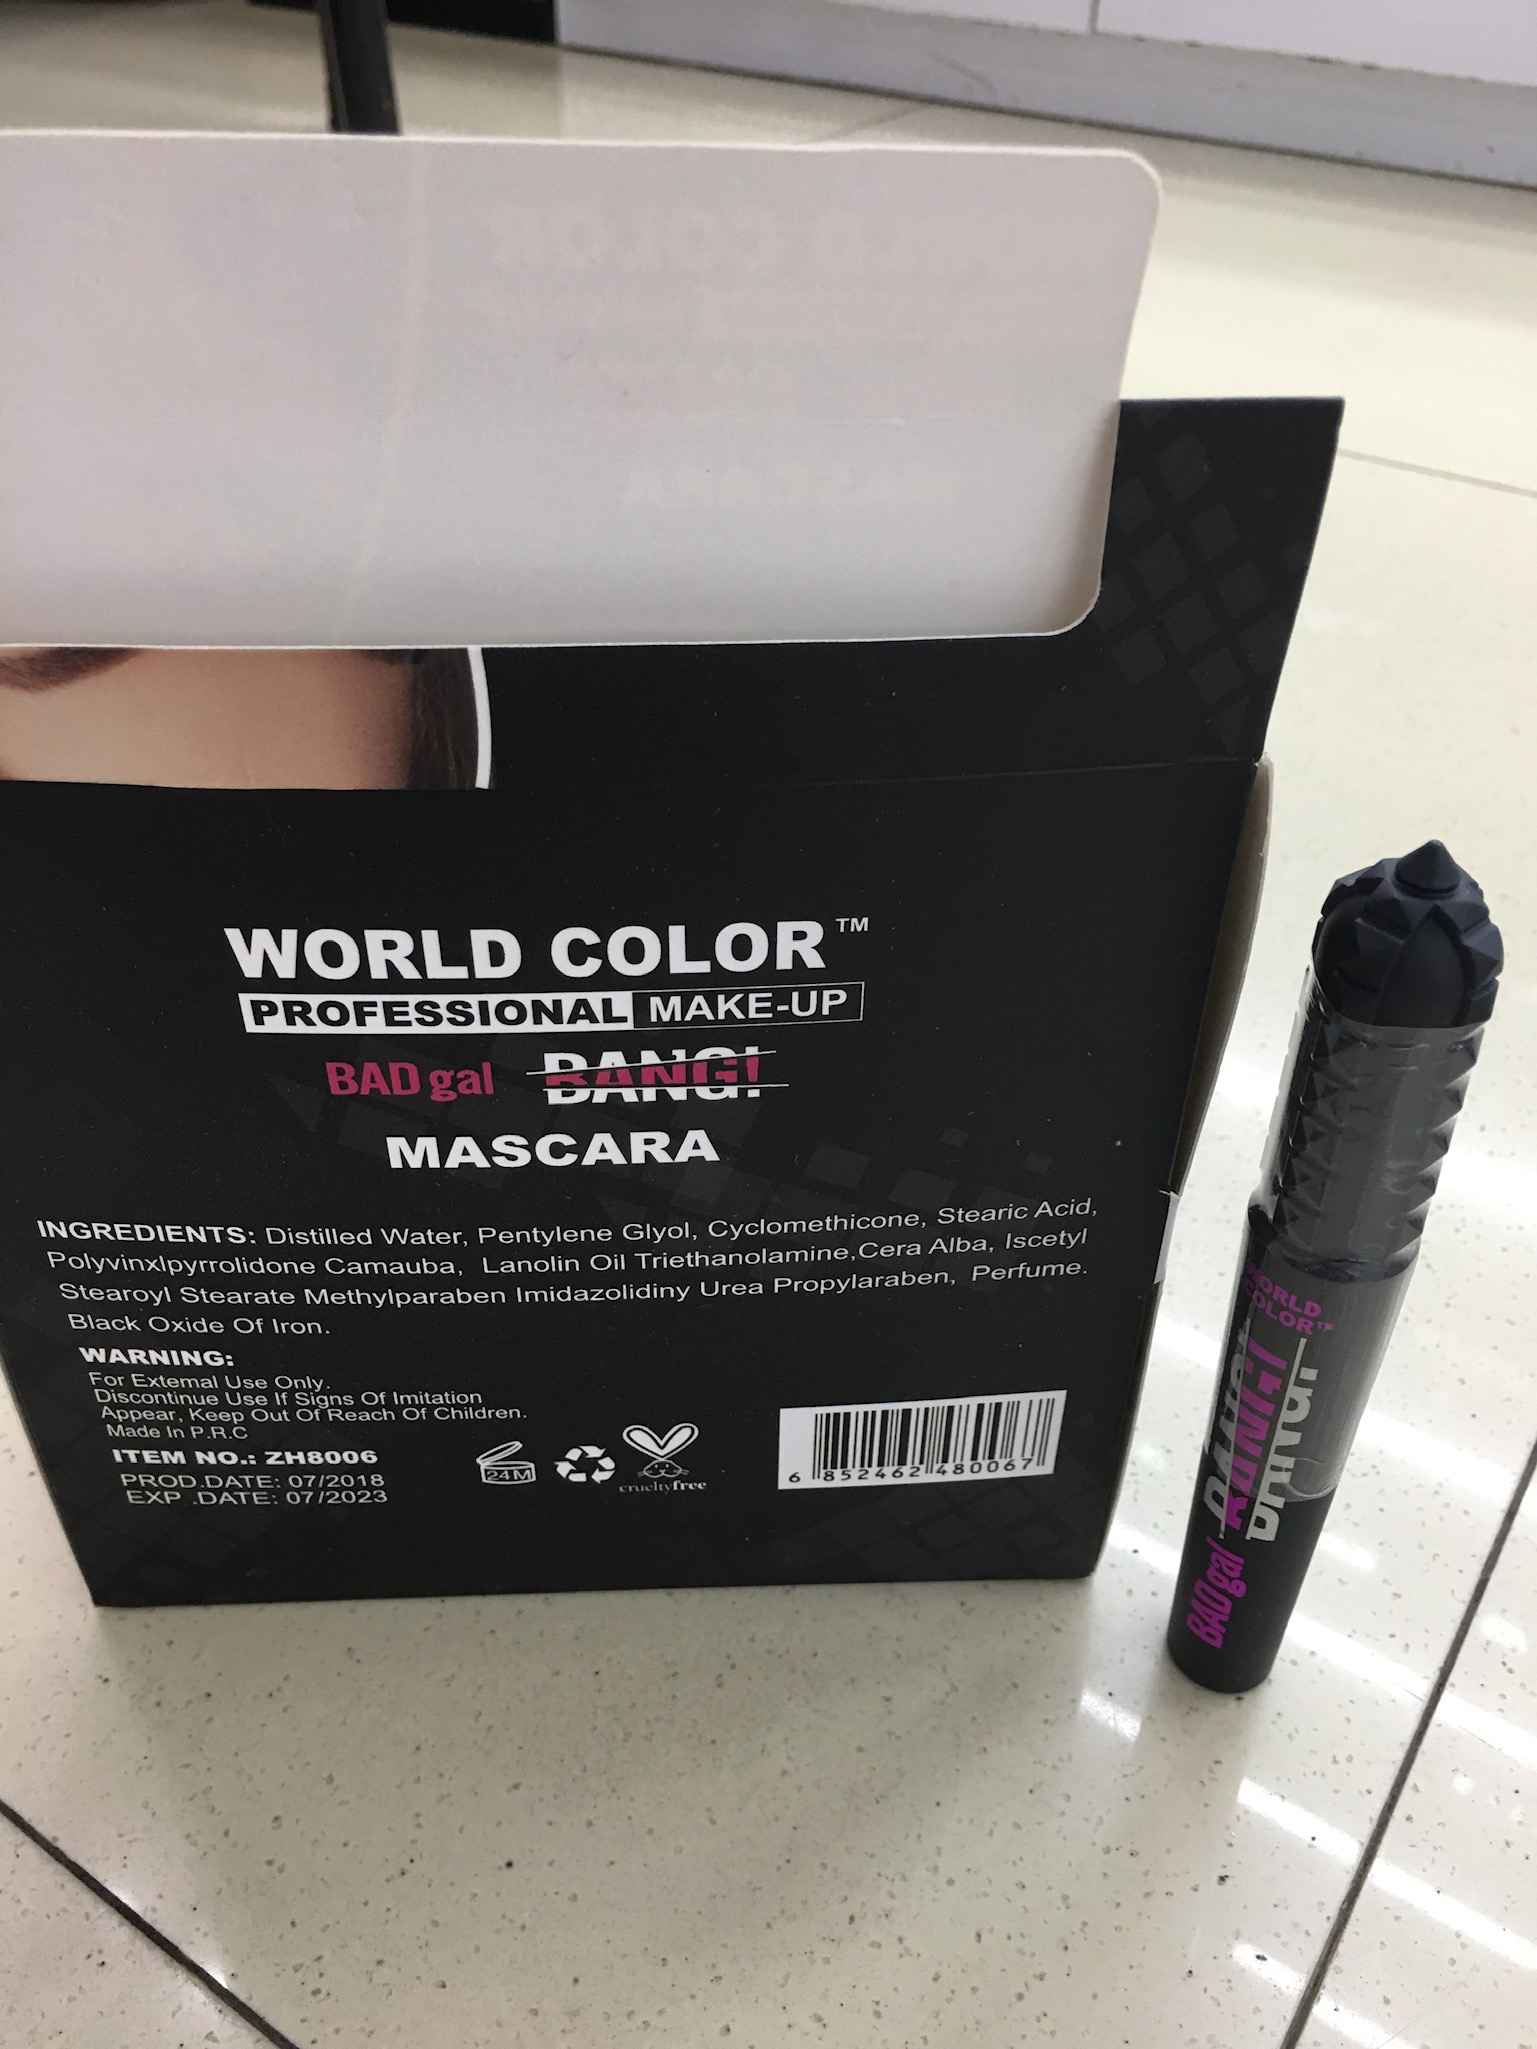 WORLD COLOR™
PROFESSIONAL MAKE-UP
BAD gal BANG!
MASCARA
INGREDIENTS: Distilled Water, Pentylene Glyol, Cyclomethicone, Stearic Acid,
Polyvinxlpyrrolidone Camauba, Lanolin Oil Triethanolamine,Cera Alba, Iscetyl
Stearoyl Stearate Methylparaben Imidazolidiny Urea Propylaraben, Perfume.
Black Oxide Of Iron.
WARNING:
For Extemal Use Only.
Discontinue Use If Signs Of Imitation
Appear, Keep Out Of Reach Of Children.
Made In P.R.C
ITEM NO.: ZH8006
PROD.DATE: 07/2018
EXP .DATE: 07/2023
24M
crueltyfree
6 852462 480067
WORLD
COLOR™
BAD gal BANG!